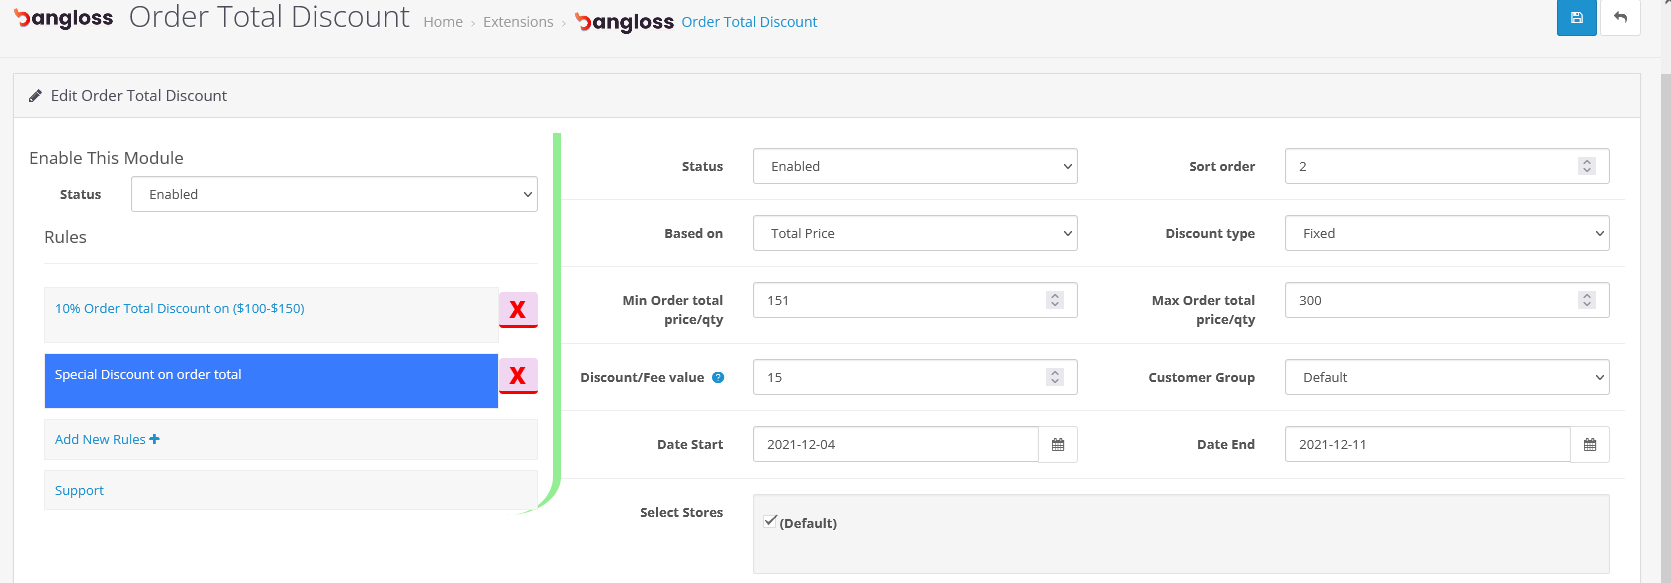 bangloss Order Total Discount Home › Extensions › bangloss Order Total Discount
Edit Order Total Discount
Enable This Module
Status Enabled
Rules
10% Order Total Discount on ($100-$150) X
Special Discount on order total X
Add New Rules +
Support
Status Enabled Sort order 2
Based on Total Price Discount type Fixed
Min Order total 151 Max Order total 300
price/qty price/qty
Discount/Fee value ? 15 Customer Group Default
Date Start 2021-12-04 Date End 2021-12-11
Select Stores
(Default)